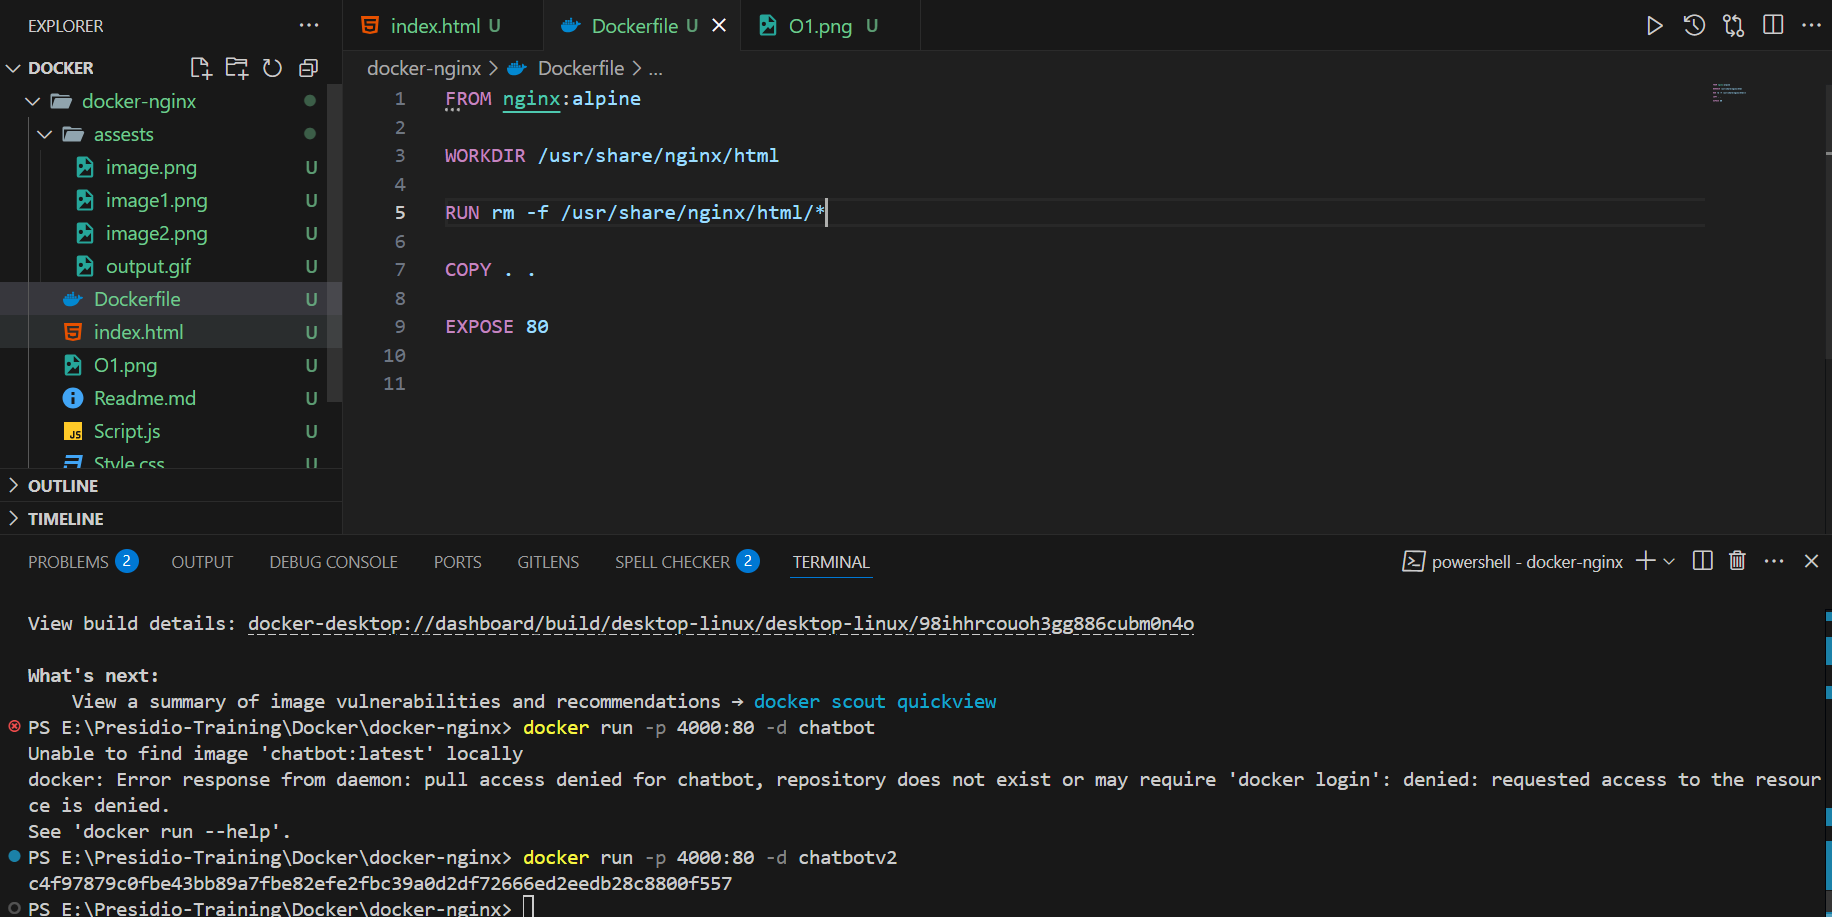 EXPLORER
DOCKER
docker-nginx
assests
image.png U
image1.png U
image2.png U
output.gif U
Dockerfile U
index.html U
O1.png U
Readme.md U
Script.js U
Style.css U
OUTLINE
TIMELINE
index.html U
Dockerfile U
O1.png U
docker-nginx > Dockerfile > ...
1 FROM nginx:alpine
2
3 WORKDIR /usr/share/nginx/html
4
5 RUN rm -f /usr/share/nginx/html/*
6
7 COPY . .
8
9 EXPOSE 80
10
11
PROBLEMS 2 OUTPUT DEBUG CONSOLE PORTS GITLENS SPELL CHECKER 2 TERMINAL
powershell - docker-nginx
View build details: docker-desktop://dashboard/build/desktop-linux/desktop-linux/98ihhrcouoh3gg886cubm0n4o
What's next:
View a summary of image vulnerabilities and recommendations → docker scout quickview
PS E:\Presidio-Training\Docker\docker-nginx> docker run -p 4000:80 -d chatbot
Unable to find image 'chatbot:latest' locally
docker: Error response from daemon: pull access denied for chatbot, repository does not exist or may require 'docker login': denied: requested access to the resour
ce is denied.
See 'docker run --help'.
PS E:\Presidio-Training\Docker\docker-nginx> docker run -p 4000:80 -d chatbotv2
c4f97879c0fbe43bb89a7fbe82efe2fbc39a0d2df72666ed2eedb28c8800f557
PS E:\Presidio-Training\Docker\docker-nginx>